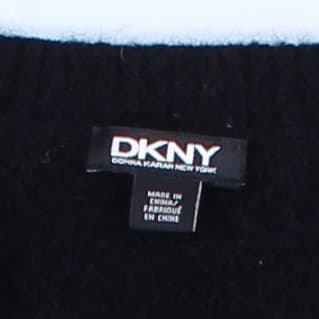 DKNY
DONNA KARAN NEW YORK
MADE IN
CHINA/
FABRIQUÉ
EN CHINE